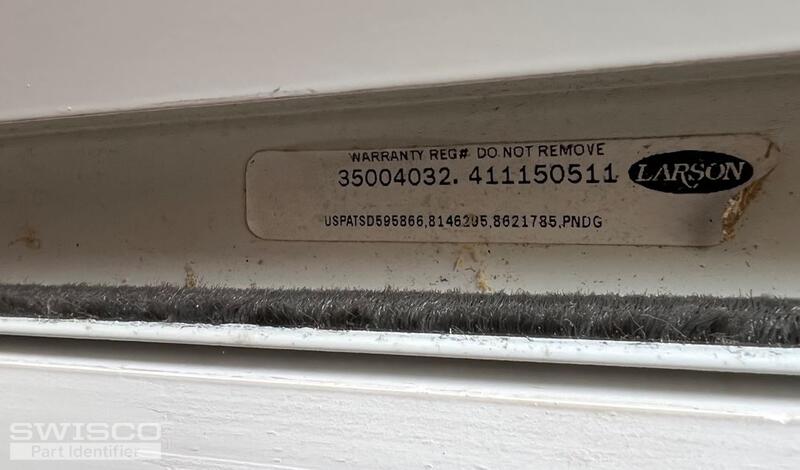 WARRANTY REG# DO NOT REMOVE
35004032.411150511
LARSON
USPATSD595866,8146295,8621785,PNDG
SWISCO
Part Identifier